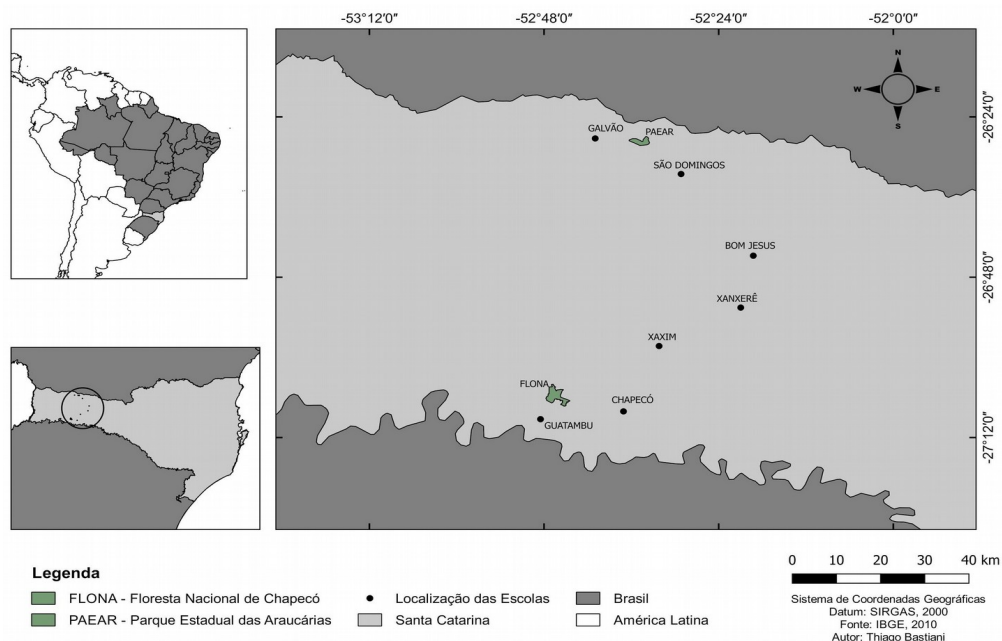 -53°12′0″
-52°48′0″
-52°24′0″
-52°0′0″
N
W
E
S
-26°24′0″
-26°48′0″
-27°12′0″
GALVÃO
PAEAR
SÃO DOMINGOS
BOM JESUS
XANXERÊ
XAXIM
FLONA
CHAPECÓ
GUATAMBU
Legenda
FLONA - Floresta Nacional de Chapecó
PAEAR - Parque Estadual das Araucárias
Localização das Escolas
Santa Catarina
Brasil
América Latina
0 10 20 30 40 km
Sistema de Coordenadas Geográficas
Datum: SIRGAS, 2000
Fonte: IBGE, 2010
Autor: Thiago Bastiani